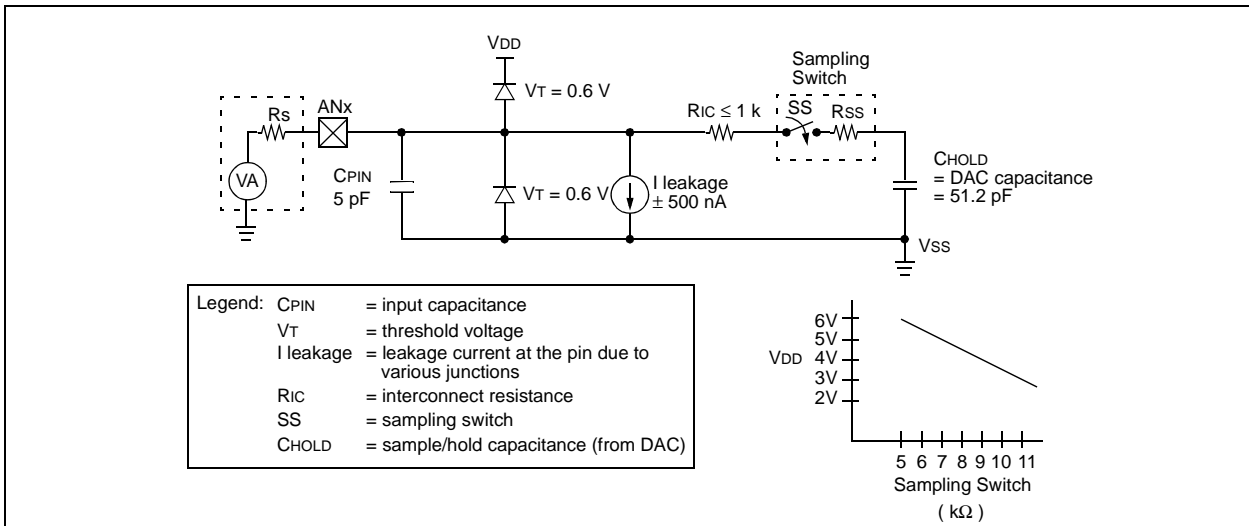 VDD
Sampling
Switch
VT = 0.6 V
RS
ANx
RIC ≤ 1 k
SS
RSS
VA
CPIN
5 pF
VT = 0.6 V
I leakage
± 500 nA
CHOLD
= DAC capacitance
= 51.2 pF
VSS
Legend: CPIN = input capacitance
VT = threshold voltage
I leakage = leakage current at the pin due to
various junctions
RIC = interconnect resistance
SS = sampling switch
CHOLD = sample/hold capacitance (from DAC)
6V
5V
VDD 4V
3V
2V
5 6 7 8 9 10 11
Sampling Switch
( kΩ )